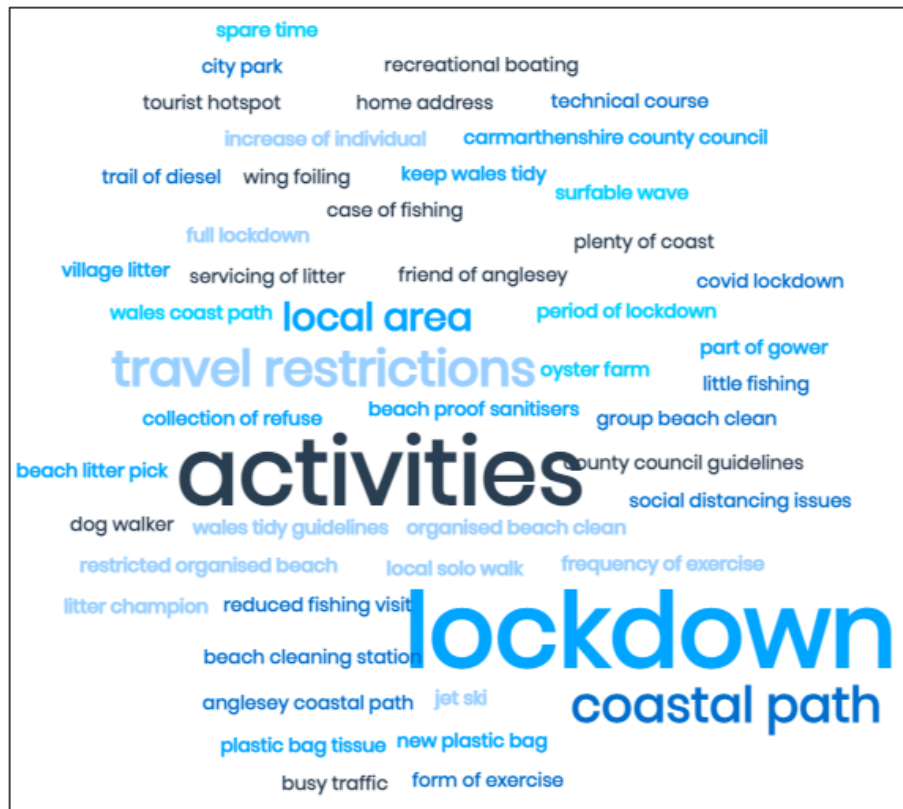 spare time
city park
recreational boating
tourist hotspot
home address
technical course
increase of individual
carmarthenshire county council
trail of diesel
wing foiling
keep wales tidy
surfable wave
case of fishing
full lockdown
plenty of coast
village litter
servicing of litter
friend of anglesey
covid lockdown
wales coast path
local area
period of lockdown
travel restrictions
oyster farm
part of gower
little fishing
collection of refuse
beach proof sanitisers
group beach clean
beach litter pick
activities
county council guidelines
social distancing issues
dog walker
wales tidy guidelines
organised beach clean
restricted organised beach
local solo walk
frequency of exercise
litter champion
reduced fishing visit
lockdown
beach cleaning station
anglesey coastal path
jet ski
coastal path
plastic bag tissue
new plastic bag
busy traffic
form of exercise